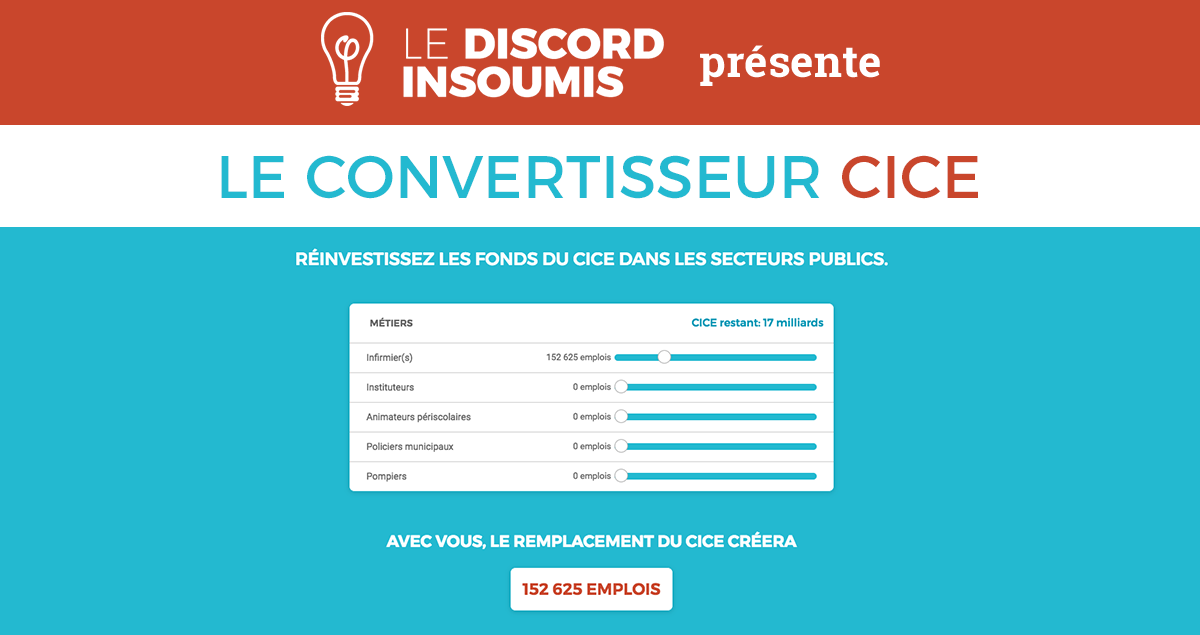 LE DISCORD
INSOUMIS
présente
LE CONVERTISSEUR CICE
RÉINVESTISSEZ LES FONDS DU CICE DANS LES SECTEURS PUBLICS.
MÉTIERS CICE restant: 17 milliards
Infirmier(s) 152 625 emplois
Instituteurs 0 emplois
Animateurs périscolaires 0 emplois
Policiers municipaux 0 emplois
Pompiers 0 emplois
AVEC VOUS, LE REMPLACEMENT DU CICE CRÉERA
152 625 EMPLOIS